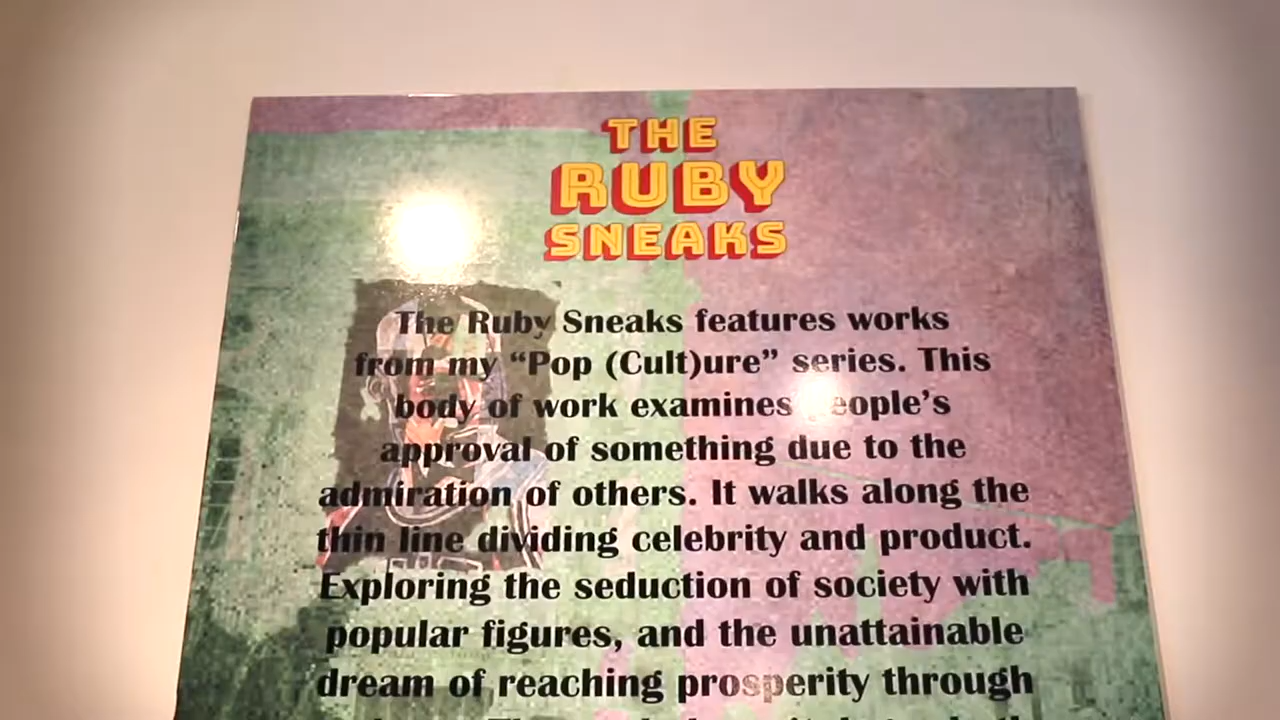 THE
RUBY
SNEAKS
The Ruby Sneaks features works
from my “Pop (Cult)ure” series. This
body of work examines people’s
approval of something due to the
admiration of others. It walks along the
thin line dividing celebrity and product.
Exploring the seduction of society with
popular figures, and the unattainable
dream of reaching prosperity through